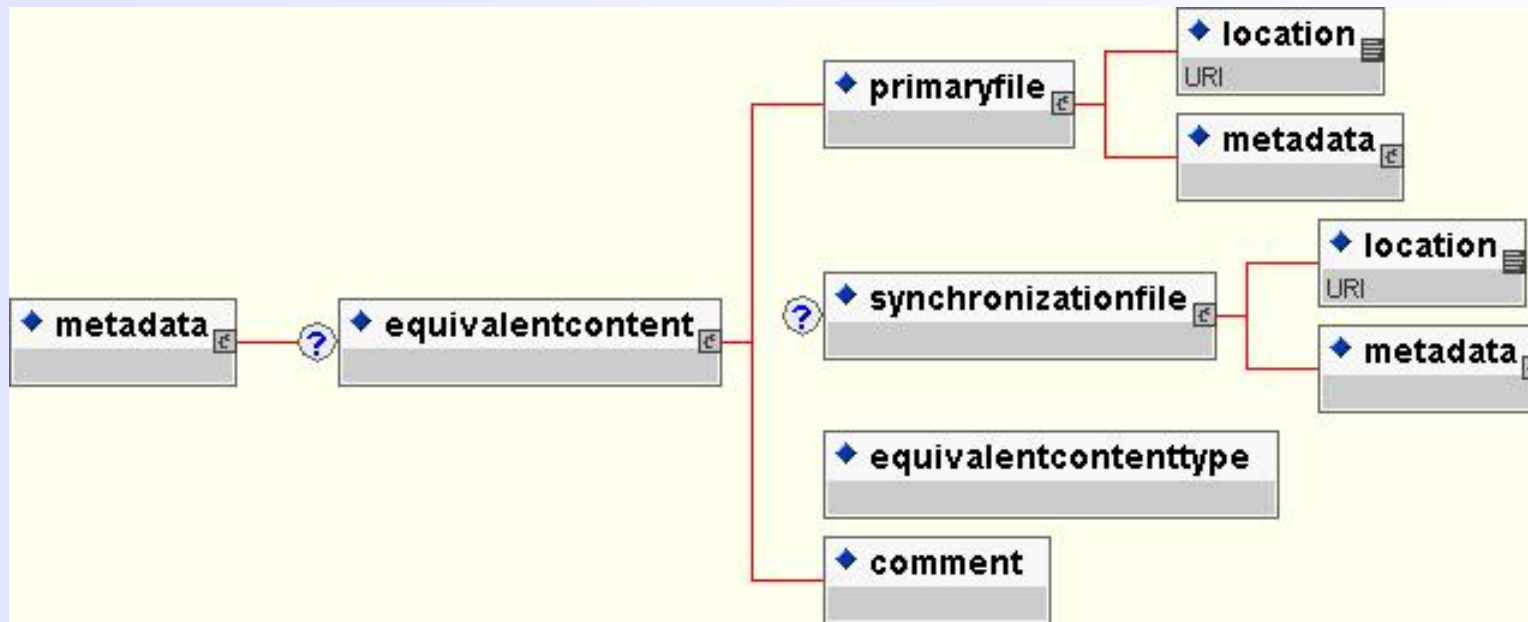 location
URI
primaryfile
metadata
location
URI
synchronizationfile
?
metadata
?
equivalentcontent
metadata
equivalentcontenttype
comment